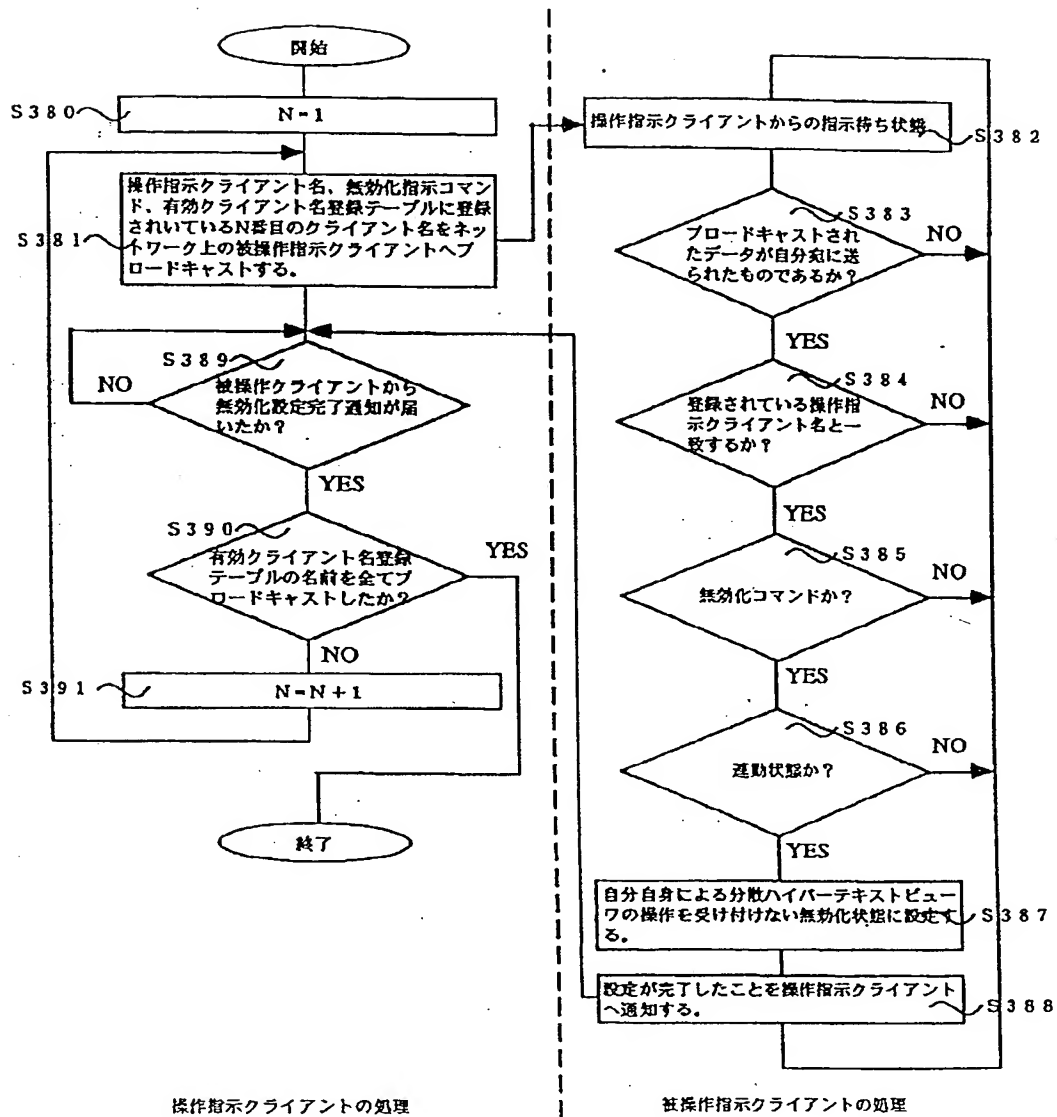 開始
S380
N-1
S381
操作指示クライアント名、無効化指示コマン
ド、有効クライアント名登録テーブルに登録
されいているN番目のクライアント名をネッ
トワーク上の被操作指示クライアントへブ
ロードキャストする。
S389
NO
被操作クライアントから
無効化設定完了通知が届
いたか?
YES
S390
有効クライアント名登録
テーブルの名前を全てブ
ロードキャストしたか?
YES
NO
S391
N=N+1
終了
操作指示クライアントの処理
操作指示クライアントからの指示待ち状態
S382
S383
ブロードキャストされ
たデータが自分宛に送
られたものであるか?
NO
YES
S384
登録されている操作指
示クライアント名と一
致するか?
NO
YES
S385
無効化コマンドか?
NO
YES
S386
連動状態か?
NO
YES
自分自身による分散ハイパーテキストビュー
ワの操作を受け付けない無効化状態に設定す
る。
S387
設定が完了したことを操作指示クライアント
へ通知する。
S388
被操作指示クライアントの処理